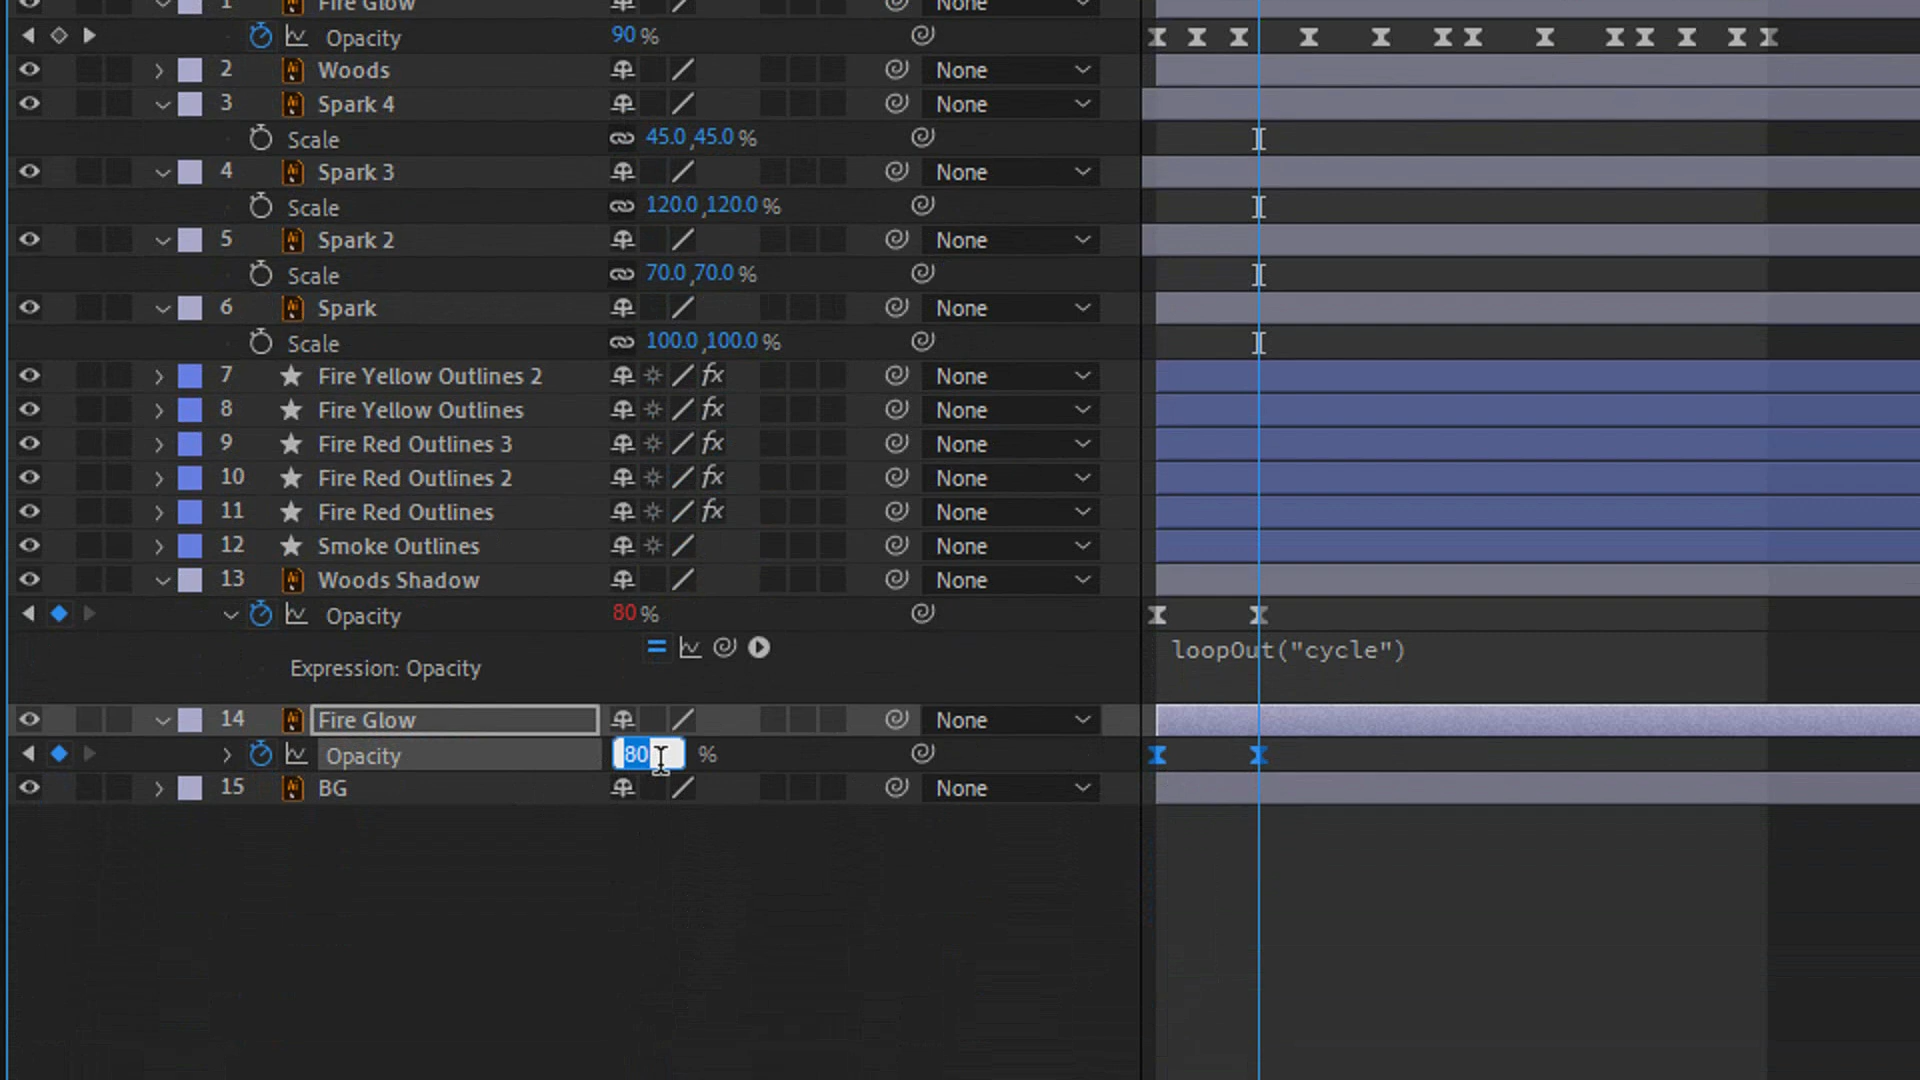 1 Fire Glow
Opacity 90 %
2 Woods None
3 Spark 4 None
Scale 45.0 ,45.0 %
4 Spark 3 None
Scale 120.0 ,120.0 %
5 Spark 2 None
Scale 70.0 ,70.0 %
6 Spark None
Scale 100.0 ,100.0 %
7 Fire Yellow Outlines 2 fx None
8 Fire Yellow Outlines fx None
9 Fire Red Outlines 3 fx None
10 Fire Red Outlines 2 fx None
11 Fire Red Outlines fx None
12 Smoke Outlines None
13 Woods Shadow None
Opacity 80 %
Expression: Opacity loopOut("cycle")
14 Fire Glow None
Opacity 80 %
15 BG None